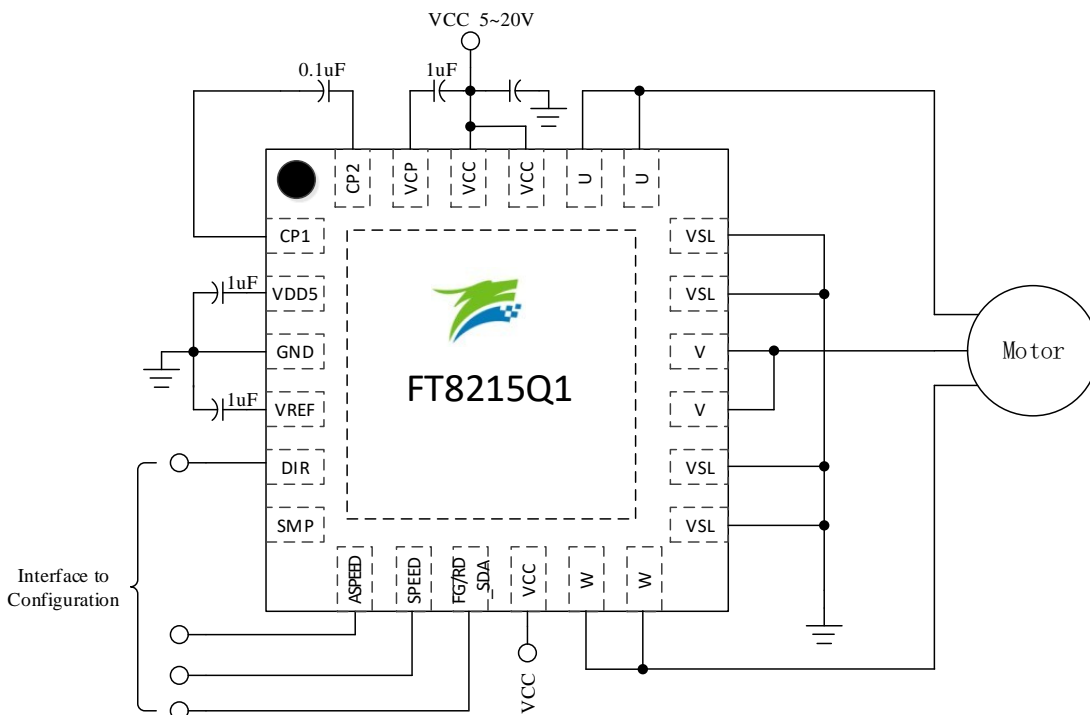 VCC 5~20V
0.1uF
1uF
CP2
VCP
VCC
VCC
U
U
CP1
1uF
VDD5
GND
1uF
VREF
DIR
SMP
FT8215Q1
VSL
VSL
V
V
VSL
VSL
Motor
ASPEED
SPEED
FG/RD
_SDA
VCC
W
W
Interface to
Configuration
VCC